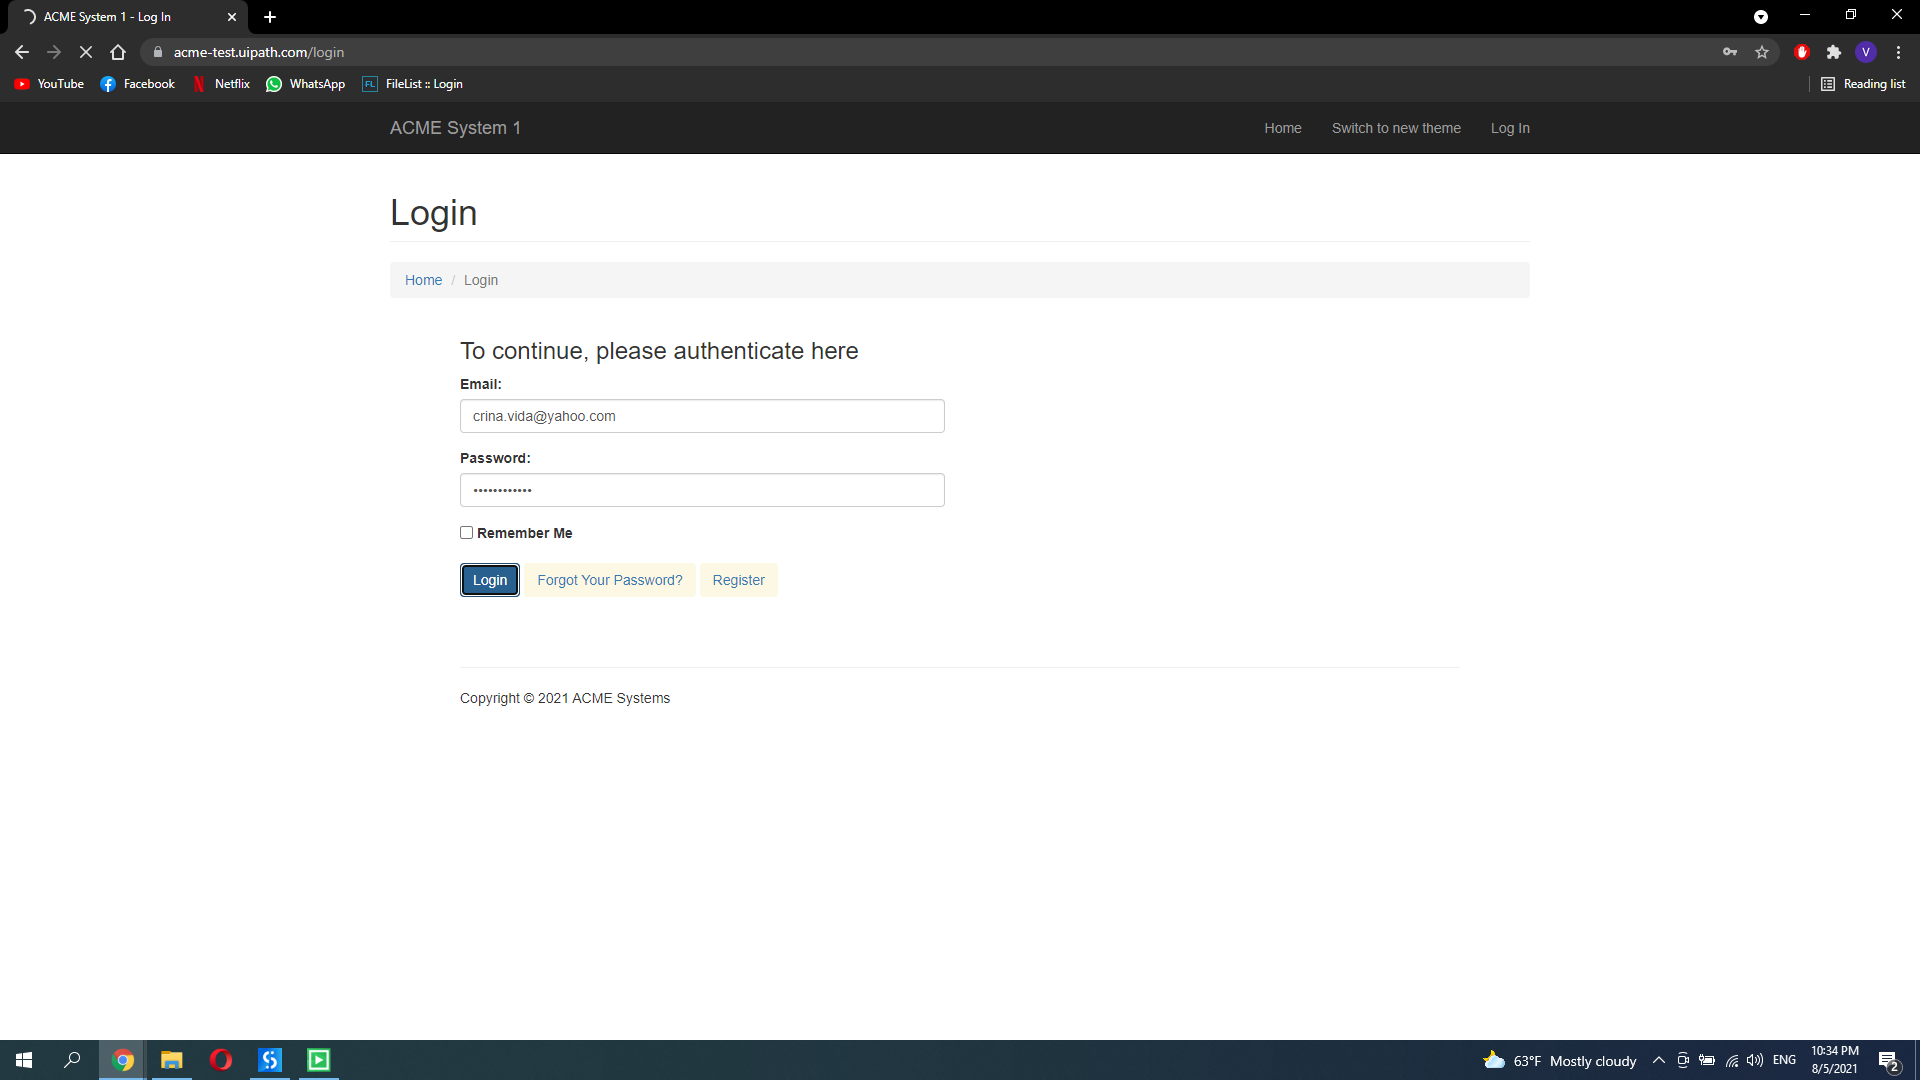 ACME System 1 - Log In
acme-test.uipath.com/login
V
YouTube
Facebook
Netflix
WhatsApp
FL
FileList :: Login
Reading list
ACME System 1
Home
Switch to new theme
Log In
Login
Home / Login
To continue, please authenticate here
Email:
crina.vida@yahoo.com
Password:
••••••••••••
Remember Me
Login
Forgot Your Password?
Register
Copyright © 2021 ACME Systems
63°F Mostly cloudy
ENG
10:34 PM
8/5/2021
2